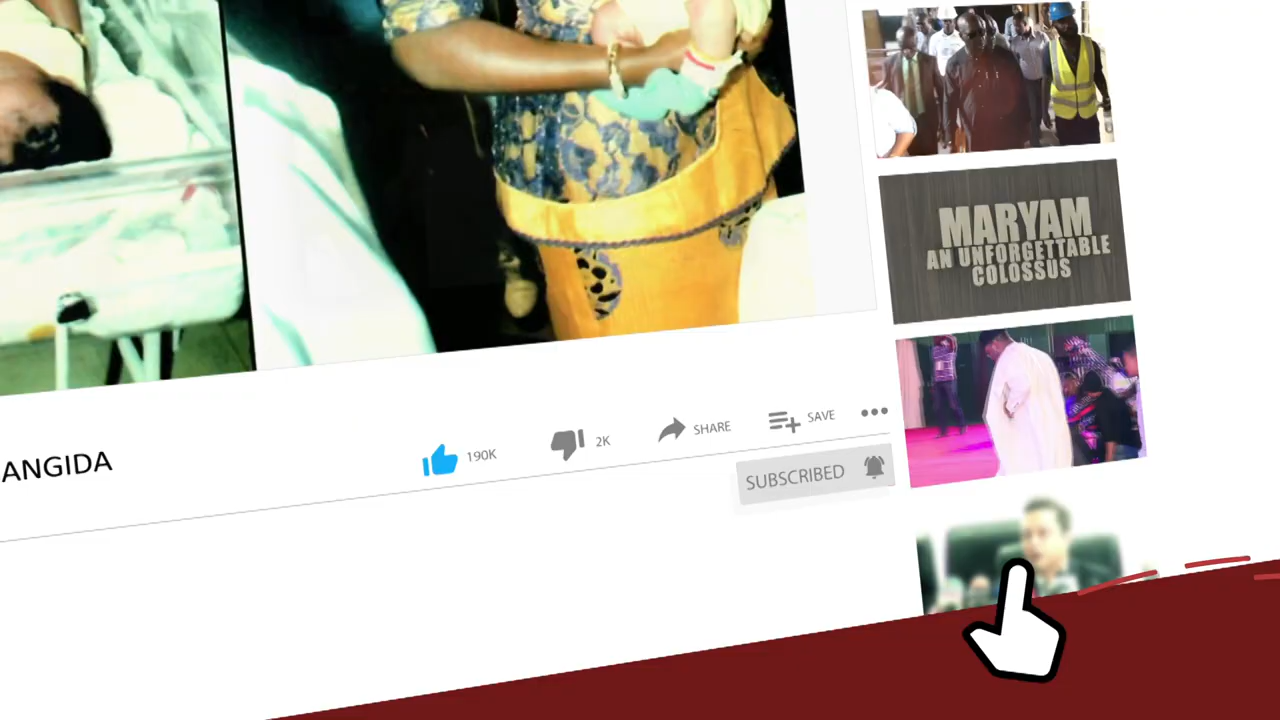 MARYAM
AN UNFORGETTABLE
COLOSSUS
ANGIDA
190K
2K
SHARE
SAVE
SUBSCRIBED